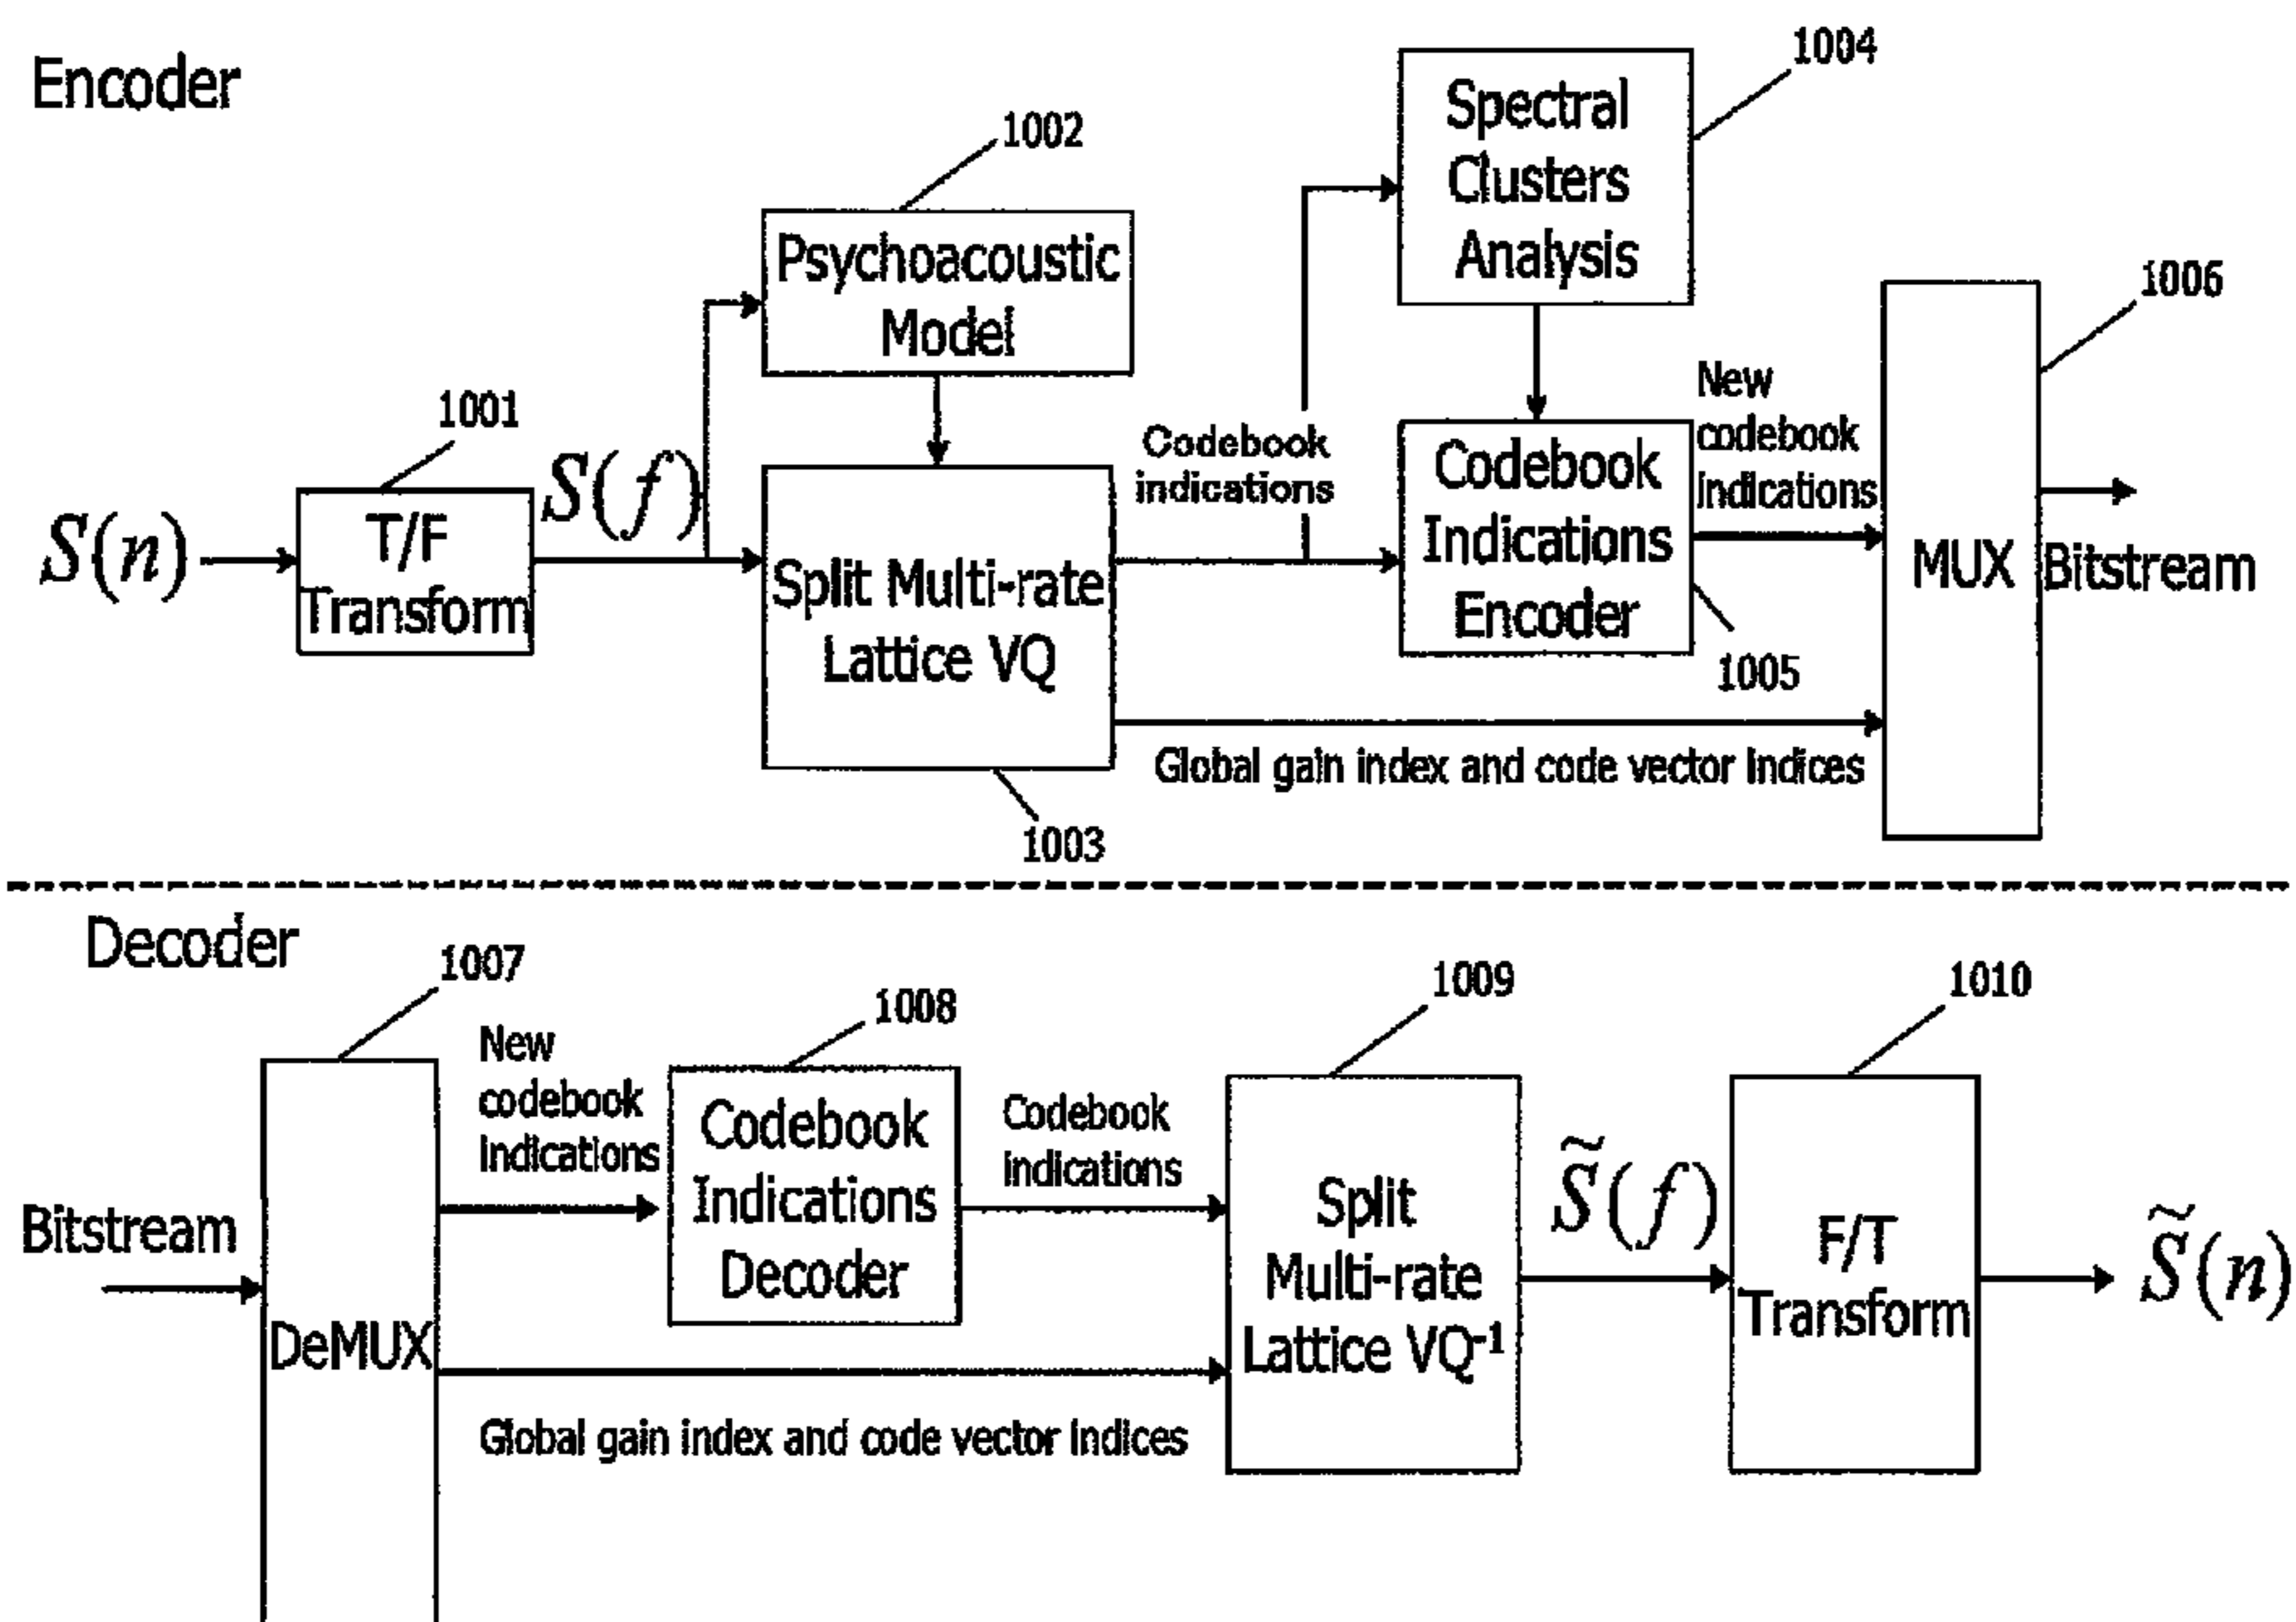 Encoder
1004
Spectral
Clusters
Analysis
1002
Psychoacoustic
Model
1006
1001
S(f)
New
codebook
indications
Codebook
indications
Codebook
Indications
Encoder
S(n)
T/F
Transform
Split Multi-rate
Lattice VQ
MUX
Bitstream
1005
Global gain index and code vector indices
1003
Decoder
1007
1008
1009
1010
New
codebook
indications
Codebook
Indications
Decoder
Codebook
indications
Bitstream
DeMUX
Split
Multi-rate
Lattice VQ⁻¹
S̃(f)
F/T
Transform
S̃(n)
Global gain index and code vector indices